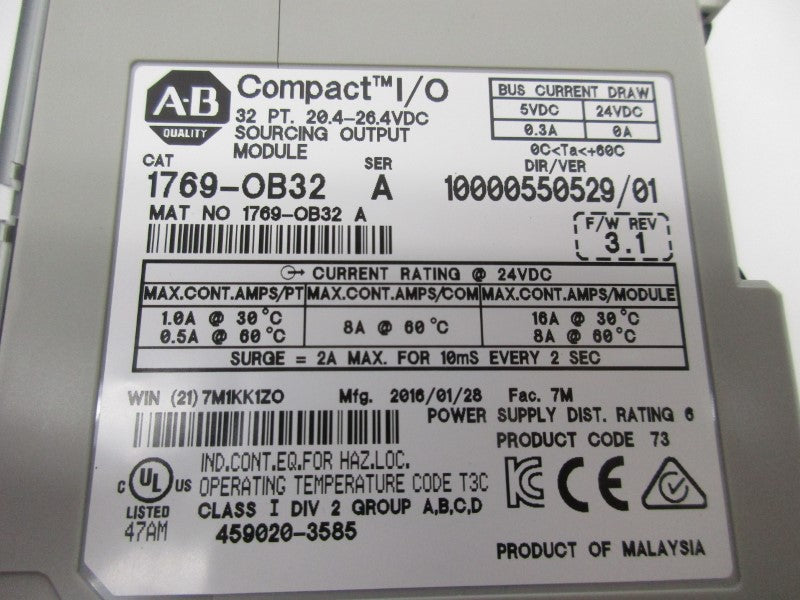 A-B
QUALITY
Compact™ I/O
32 PT. 20.4-26.4VDC
SOURCING OUTPUT
MODULE
BUS CURRENT DRAW
5VDC 24VDC
0.3A 0A
0C<Ta<+60C
CAT SER DIR/VER
1769-OB32 A 10000550529/01
MAT NO 1769-OB32 A
F/W REV
3.1
CURRENT RATING @ 24VDC
MAX.CONT.AMPS/PT MAX.CONT.AMPS/COM MAX.CONT.AMPS/MODULE
1.0A @ 30°C
0.5A @ 60°C
8A @ 60°C
16A @ 30°C
8A @ 60°C
SURGE = 2A MAX. FOR 10mS EVERY 2 SEC
WIN (21) 7M1KK1ZO Mfg. 2016/01/28 Fac. 7M
POWER SUPPLY DIST. RATING 6
PRODUCT CODE 73
IND.CONT.EQ.FOR HAZ.LOC.
OPERATING TEMPERATURE CODE T3C
CLASS I DIV 2 GROUP A,B,C,D
C UL US
LISTED
47AM
459020-3585
CE
PRODUCT OF MALAYSIA